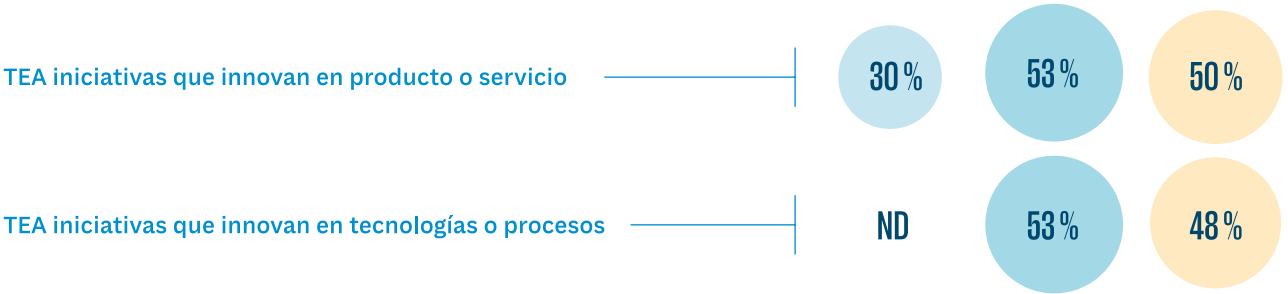 TEA iniciativas que innovan en producto o servicio 30 % 53 % 50 %
TEA iniciativas que innovan en tecnologías o procesos ND 53 % 48 %